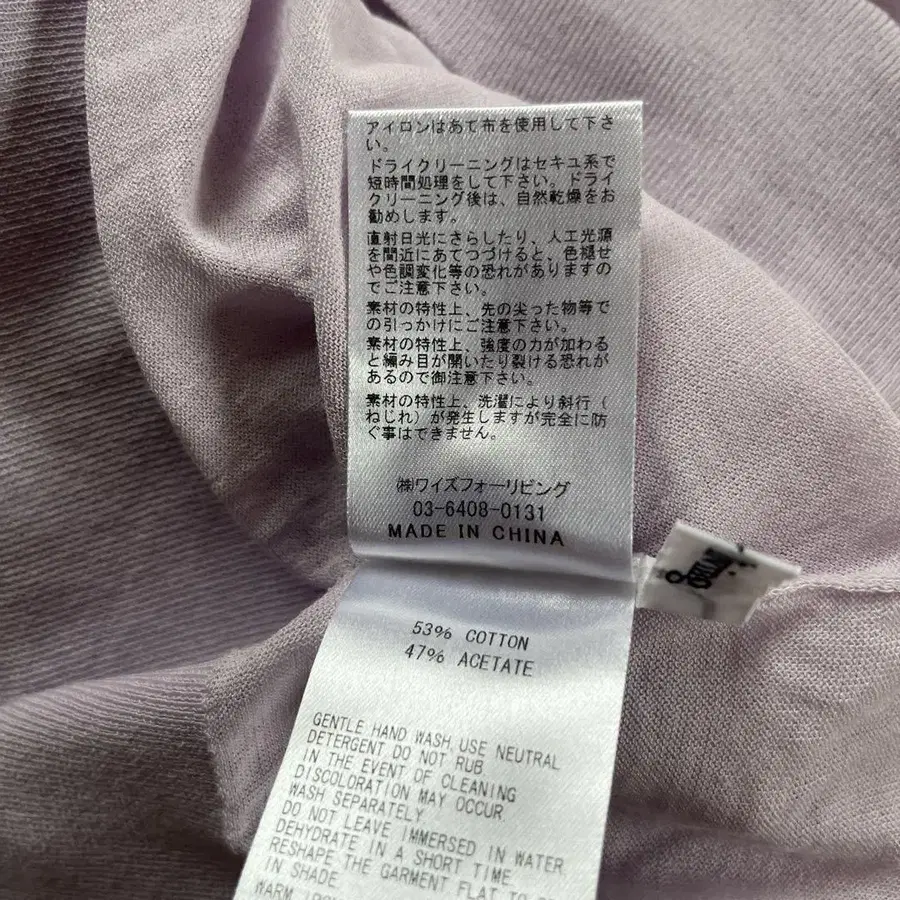 アイロンはあて布を使用して下さ
い。
ドライクリーニングはセキユ系で
短時間処理をして下さい。ドライ
クリーニング後は、自然乾燥をお
勧めします。
直射日光にさらしたり、人工光源
を間近にあてつづけると、色褪せ
や色調変化等の恐れがありますの
でご注意下さい。
素材の特性上、先の尖った物等で
の引っかけにご注意下さい。
素材の特性上、強度の力が加わる
と編み目が開いたり裂ける恐れが
あるので御注意下さい。
素材の特性上、洗濯により斜行(
ねじれ)が発生しますが完全に防
ぐ事はできません。
㈱ワイズフォーリビング
03-6408-0131
MADE IN CHINA
53% COTTON
47% ACETATE
GENTLE HAND WASH, USE NEUTRAL
DETERGENT DO NOT RUB
IN THE EVENT OF CLEANING
DISCOLORATION MAY OCCUR
WASH SEPARATELY
DO NOT LEAVE IMMERSED IN WATER,
DEHYDRATE IN A SHORT TIME
RESHAPE THE GARMENT FLAT TO
IN SHADE
WARM